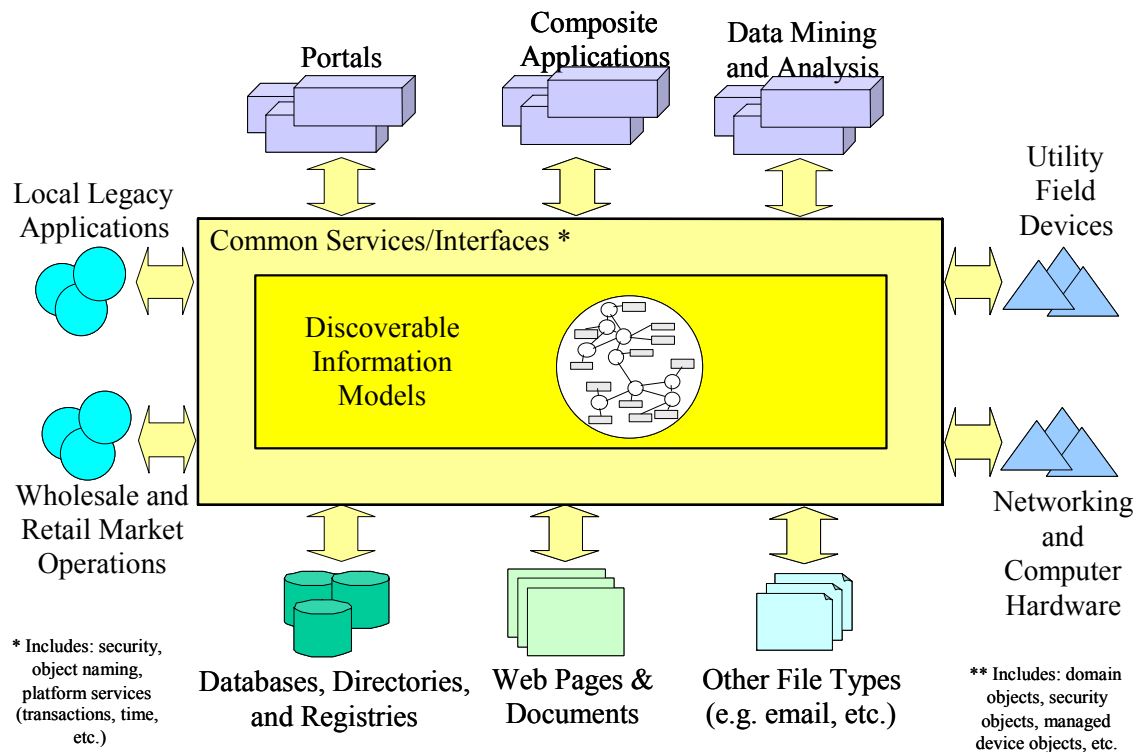 Portals
Composite
Applications
Data Mining
and Analysis
Local Legacy
Applications
Utility
Field
Devices
Common Services/Interfaces *
Discoverable
Information
Models
Wholesale and
Retail Market
Operations
Networking
and
Computer
Hardware
Databases, Directories,
and Registries
Web Pages &
Documents
Other File Types
(e.g. email, etc.)
* Includes: security,
object naming,
platform services
(transactions, time,
etc.)
** Includes: domain
objects, security
objects, managed
device objects, etc.